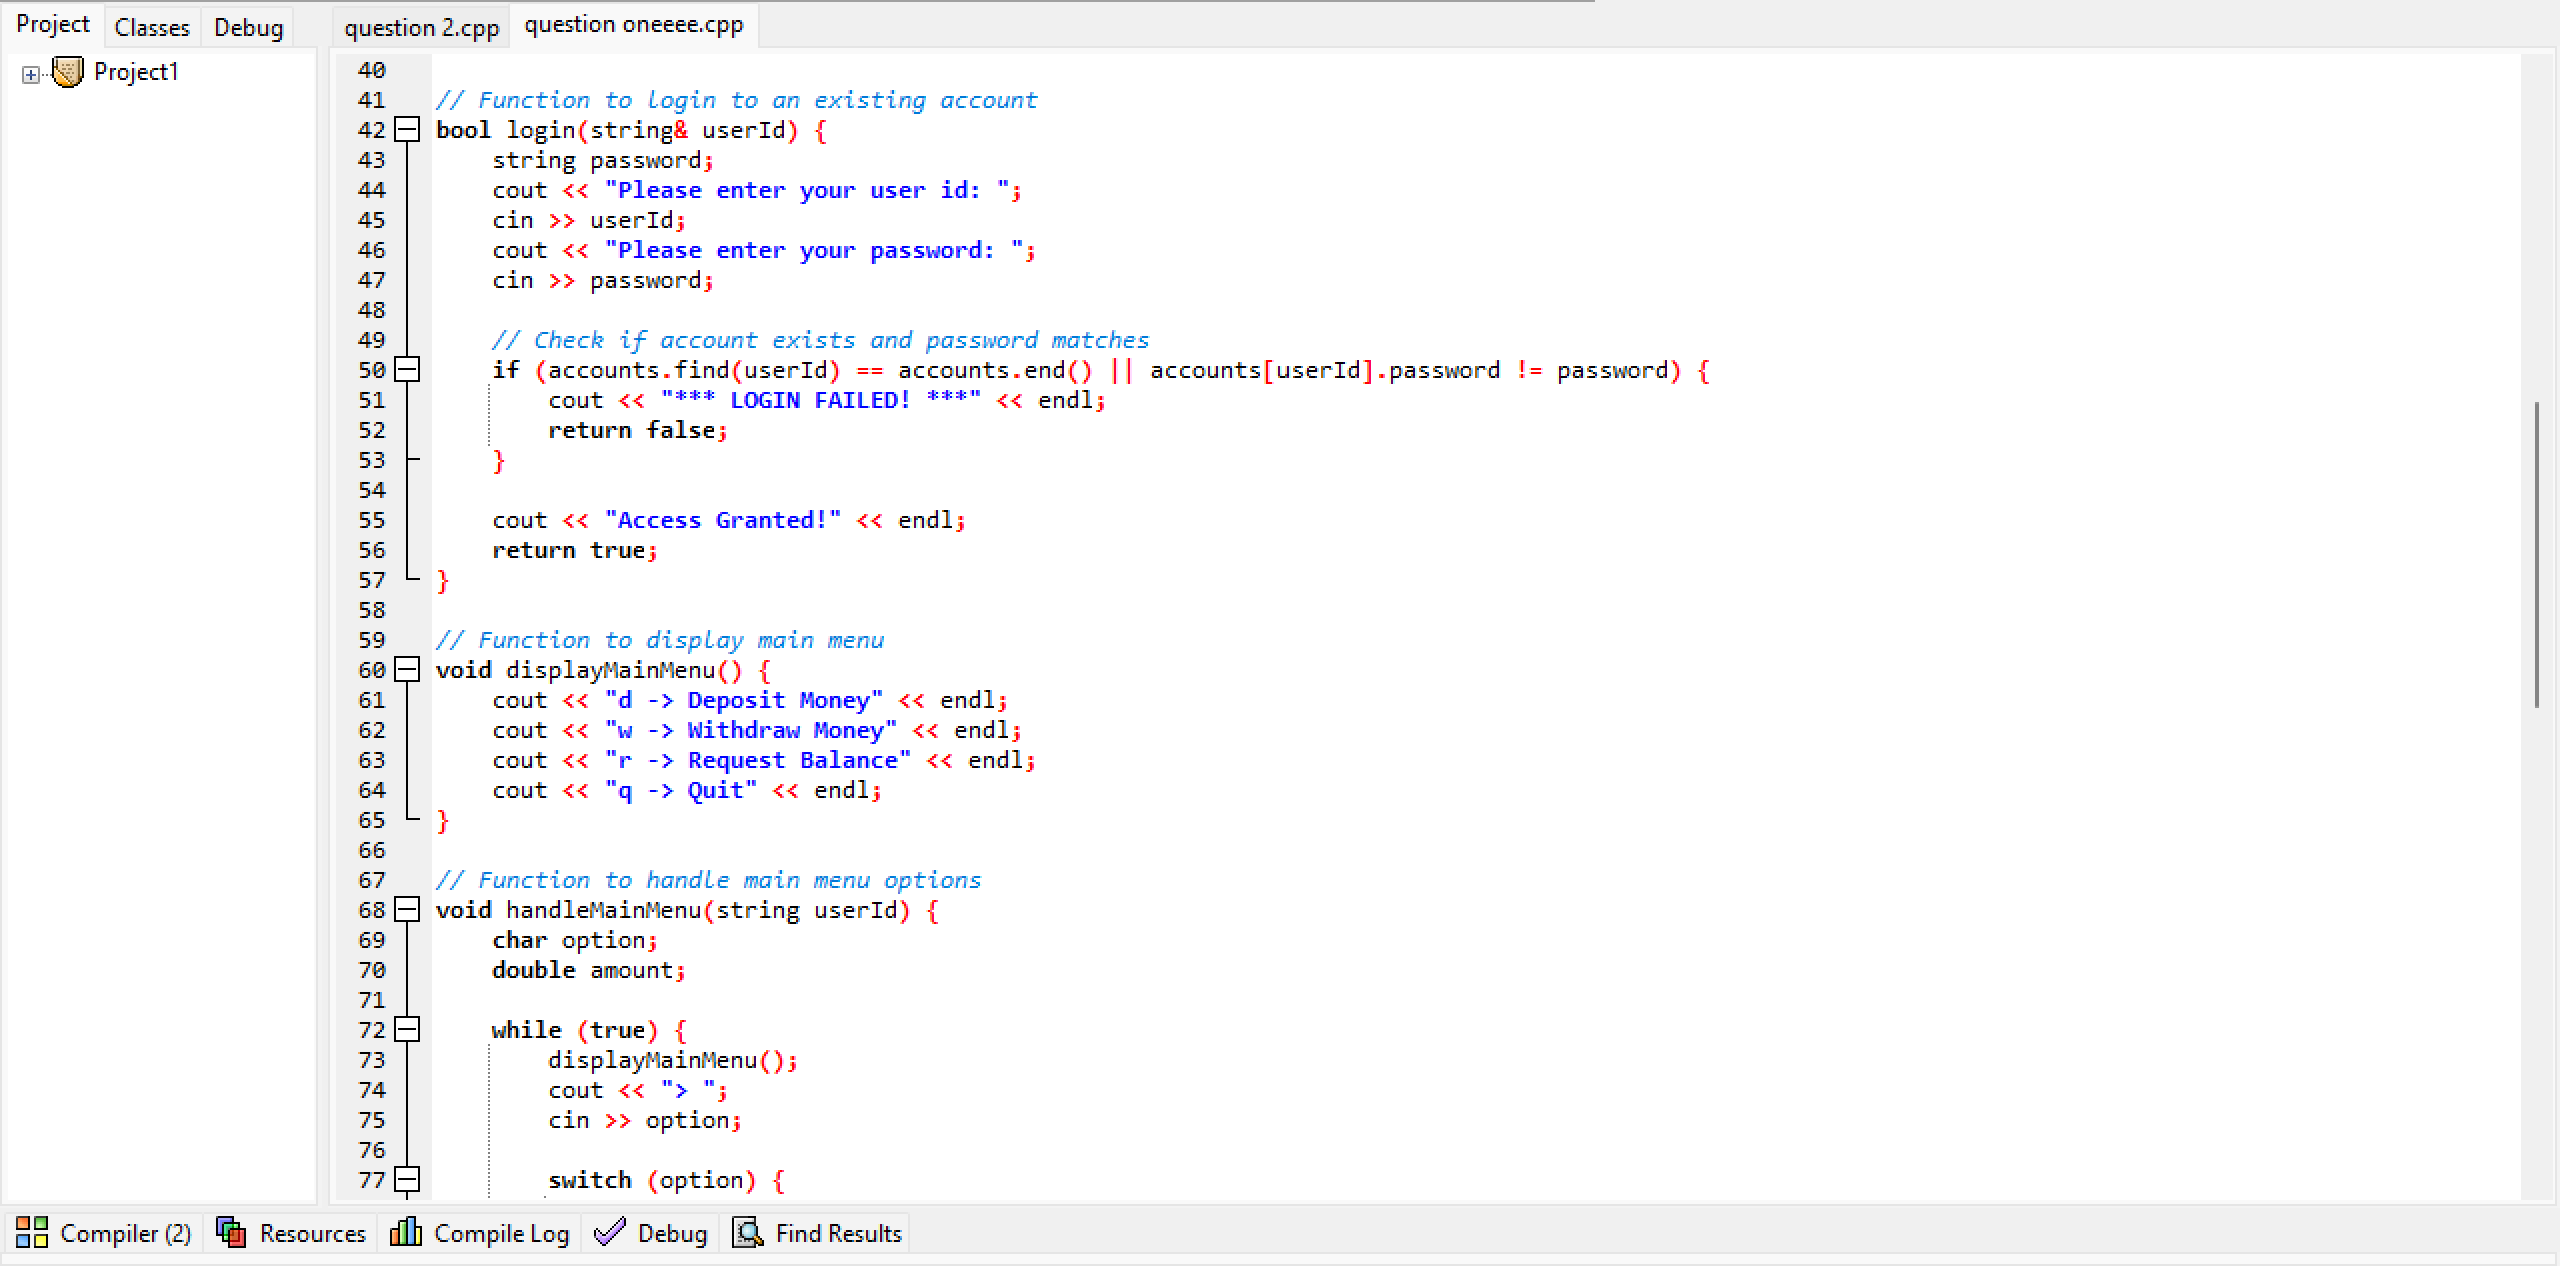 Project Classes Debug question 2.cpp question oneeee.cpp
Project1
40
41 // Function to login to an existing account
42 bool login(string& userId) {
43 string password;
44 cout << "Please enter your user id: ";
45 cin >> userId;
46 cout << "Please enter your password: ";
47 cin >> password;
48
49 // Check if account exists and password matches
50 if (accounts.find(userId) == accounts.end() || accounts[userId].password != password) {
51 cout << "*** LOGIN FAILED! ***" << endl;
52 return false;
53 }
54
55 cout << "Access Granted!" << endl;
56 return true;
57 }
58
59 // Function to display main menu
60 void displayMainMenu() {
61 cout << "d -> Deposit Money" << endl;
62 cout << "w -> Withdraw Money" << endl;
63 cout << "r -> Request Balance" << endl;
64 cout << "q -> Quit" << endl;
65 }
66
67 // Function to handle main menu options
68 void handleMainMenu(string userId) {
69 char option;
70 double amount;
71
72 while (true) {
73 displayMainMenu();
74 cout << "> ";
75 cin >> option;
76
77 switch (option) {
Compiler (2) Resources Compile Log Debug Find Results